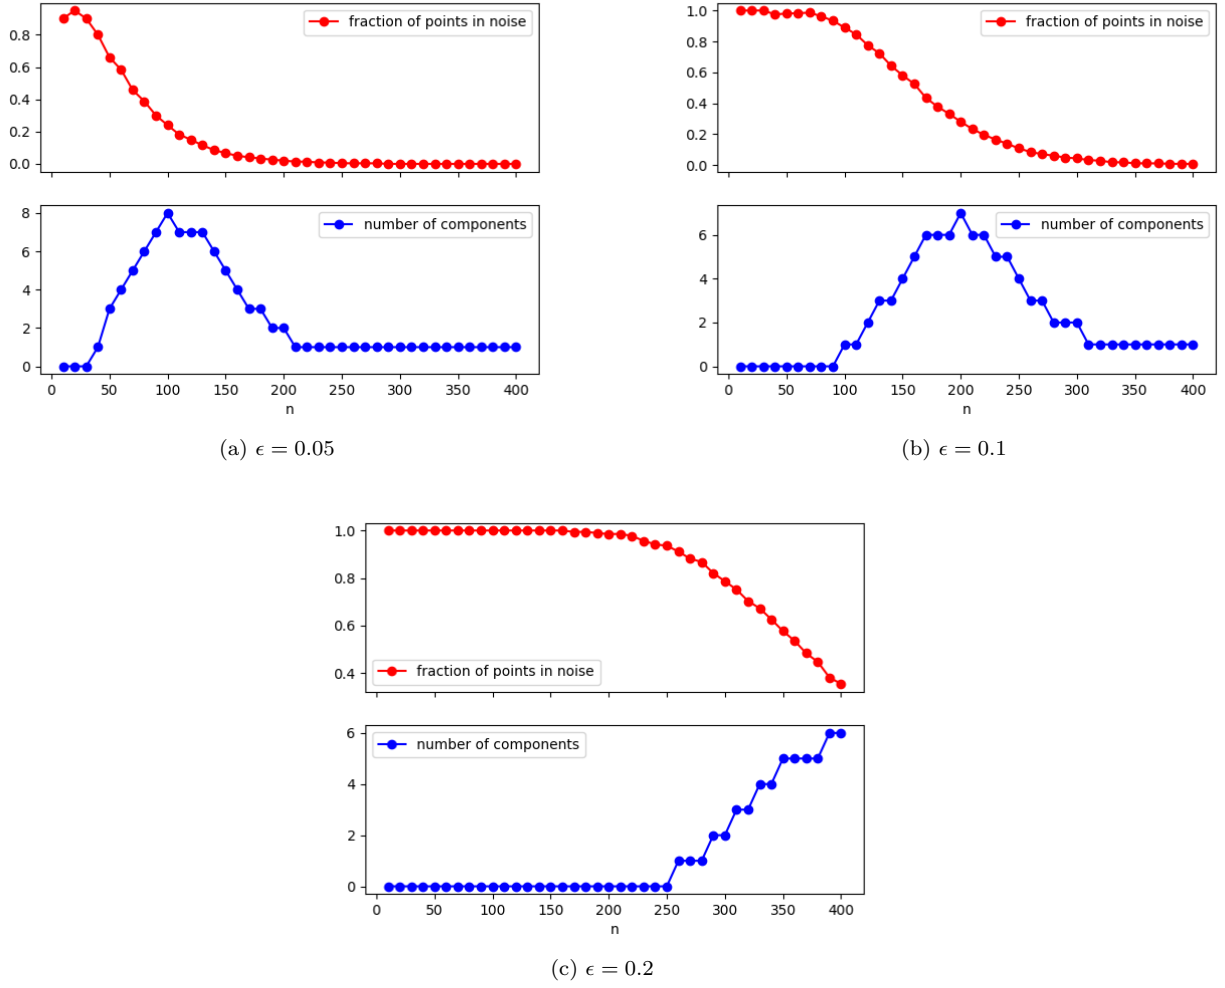 fraction of points in noise
0.8
0.6
0.4
0.2
0.0
number of components
8
6
4
2
0
0 50 100 150 200 250 300 350 400
n
(a) ϵ = 0.05
fraction of points in noise
1.0
0.8
0.6
0.4
0.2
0.0
number of components
6
4
2
0
0 50 100 150 200 250 300 350 400
n
(b) ϵ = 0.1
1.0
0.8
0.6
0.4
fraction of points in noise
6
number of components
4
2
0
0 50 100 150 200 250 300 350 400
n
(c) ϵ = 0.2